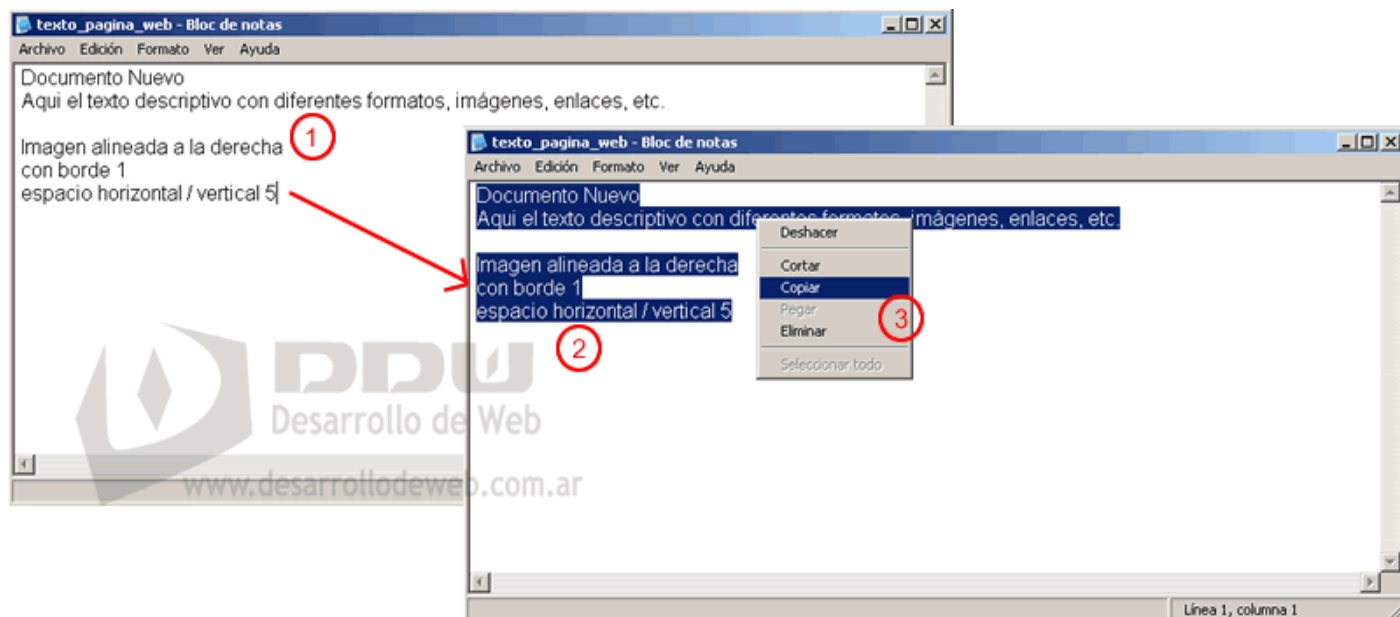 texto_pagina_web - Bloc de notas
Archivo Edición Formato Ver Ayuda
Documento Nuevo
Aqui el texto descriptivo con diferentes formatos, imágenes, enlaces, etc.
Imagen alineada a la derecha
con borde 1
espacio horizontal / vertical 5
1
texto_pagina_web - Bloc de notas
Archivo Edición Formato Ver Ayuda
Documento Nuevo
Aqui el texto descriptivo con diferentes formatos, imágenes, enlaces, etc.
Imagen alineada a la derecha
con borde 1
espacio horizontal / vertical 5
2
Deshacer
Cortar
Copiar
Pegar
Eliminar
Seleccionar todo
3
DDW
Desarrollo de Web
www.desarrollodeweb.com.ar
Línea 1, columna 1